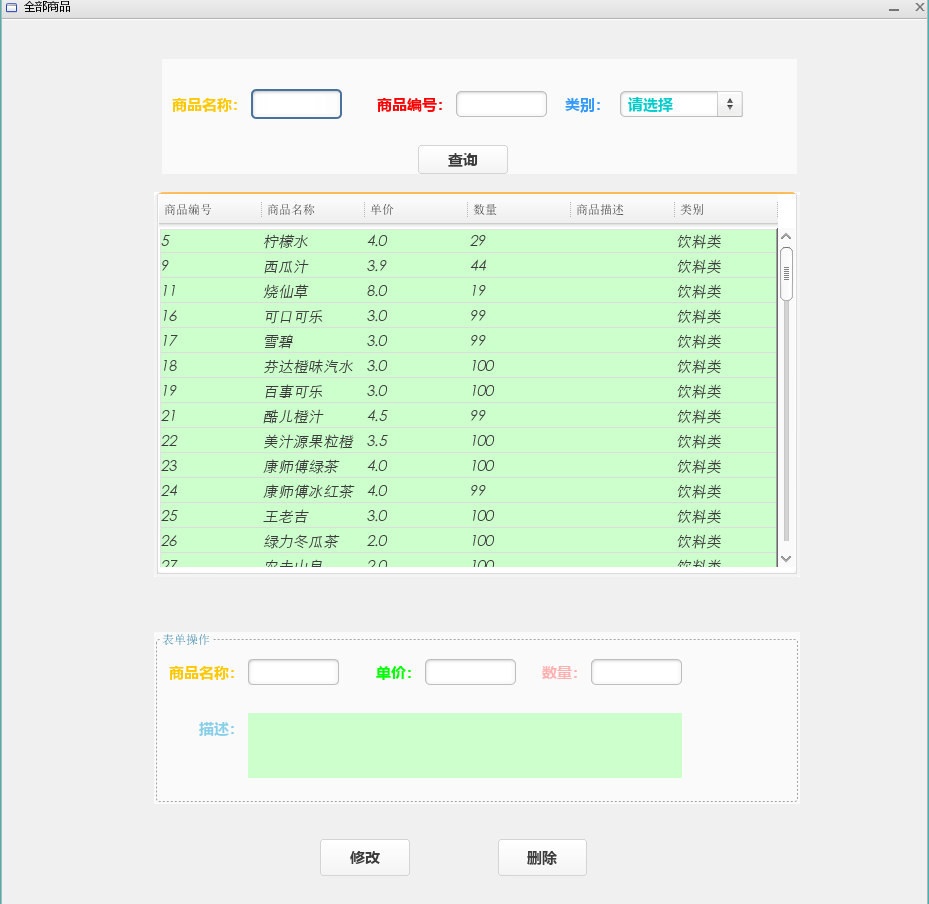 全部商品
商品名称: 商品编号: 类别: 请选择
查询
商品编号 商品名称 单价 数量 商品描述 类别
5 柠檬水 4.0 29 饮料类
9 西瓜汁 3.9 44 饮料类
11 烧仙草 8.0 19 饮料类
16 可口可乐 3.0 99 饮料类
17 雪碧 3.0 99 饮料类
18 芬达橙味汽水 3.0 100 饮料类
19 百事可乐 3.0 100 饮料类
21 酷儿橙汁 4.5 99 饮料类
22 美汁源果粒橙 3.5 100 饮料类
23 康师傅绿茶 4.0 100 饮料类
24 康师傅冰红茶 4.0 99 饮料类
25 王老吉 3.0 100 饮料类
26 绿力冬瓜茶 2.0 100 饮料类
27 农夫山泉 2.0 100 饮料类
表单操作
商品名称: 单价: 数量:
描述:
修改 删除